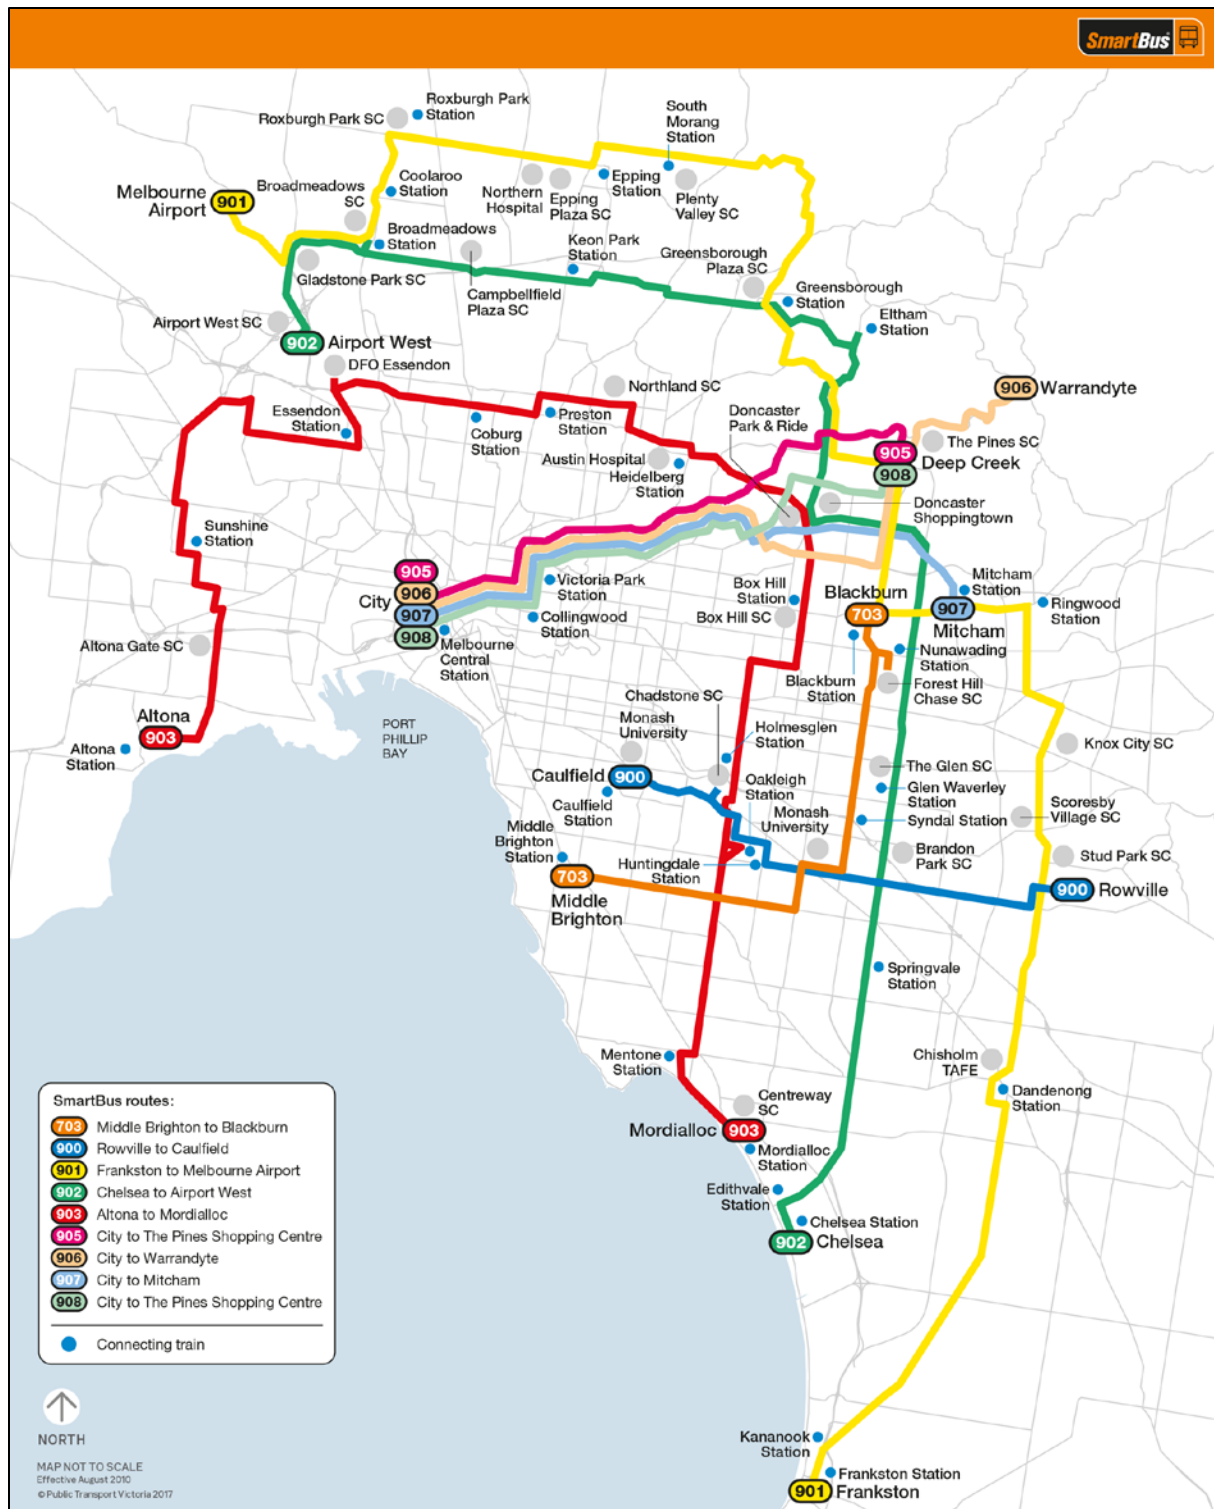 SmartBus
Roxburgh Park
Station
Roxburgh Park SC
South
Morang
Station
Melbourne
Airport
901
Broadmeadows
SC
Coolaroo
Station
Northern
Hospital
Epping
Plaza SC
Epping
Station
Plenty
Valley SC
Broadmeadows
Station
Keon Park
Station
Greensborough
Plaza SC
Gladstone Park SC
Campbellfield
Plaza SC
Greensborough
Station
Eltham
Station
Airport West SC
902
Airport West
DFO Essendon
Northland SC
906
Warrandyte
Essendon
Station
Coburg
Station
Preston
Station
Doncaster
Park & Ride
The Pines SC
905
908
Deep Creek
Austin Hospital
Heidelberg
Station
Doncaster
Shoppingtown
Sunshine
Station
905
906
907
908
City
Victoria Park
Station
Collingwood
Station
Melbourne
Central
Station
Box Hill
Station
Box Hill SC
Blackburn
703
Mitcham
Station
907
Mitcham
Ringwood
Station
Nunawading
Station
Blackburn
Station
Forest Hill
Chase SC
Altona Gate SC
Altona
903
Altona
Station
PORT
PHILLIP
BAY
Chadstone SC
Monash
University
Holmesglen
Station
Knox City SC
Caulfield
900
Caulfield
Station
Oakleigh
Station
Monash
University
The Glen SC
Glen Waverley
Station
Syndal Station
Scoresby
Village SC
Middle
Brighton
Station
Huntingdale
Station
Brandon
Park SC
Stud Park SC
703
Middle
Brighton
900
Rowville
Springvale
Station
Mentone
Station
Chisholm
TAFE
Dandenong
Station
Centreway
SC
Mordialloc
903
Mordialloc
Station
Edithvale
Station
Chelsea Station
902
Chelsea
Kananook
Station
Frankston Station
901
Frankston
SmartBus routes:
703 Middle Brighton to Blackburn
900 Rowville to Caulfield
901 Frankston to Melbourne Airport
902 Chelsea to Airport West
903 Altona to Mordialloc
905 City to The Pines Shopping Centre
906 City to Warrandyte
907 City to Mitcham
908 City to The Pines Shopping Centre
Connecting train
NORTH
MAP NOT TO SCALE
Effective August 2010
© Public Transport Victoria 2017